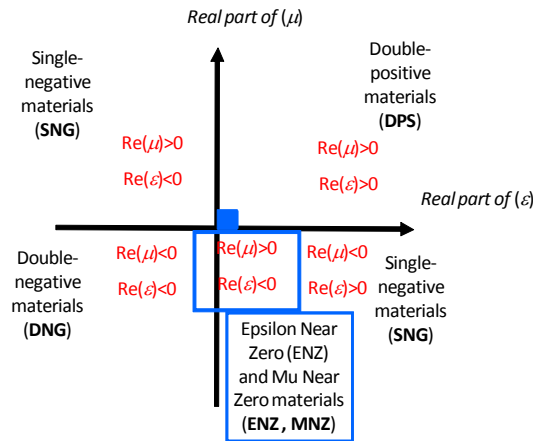 Real part of (μ)
Single-
negative
materials
(SNG)
Double-
positive
materials
(DPS)
Re(μ)>0
Re(ε)<0
Re(μ)>0
Re(ε)>0
Real part of (ε)
Re(μ)<0
Re(ε)<0
Re(μ)>0
Re(ε)<0
Re(μ)<0
Re(ε)>0
Double-
negative
materials
(DNG)
Single-
negative
materials
(SNG)
Epsilon Near
Zero (ENZ)
and Mu Near
Zero materials
(ENZ , MNZ)